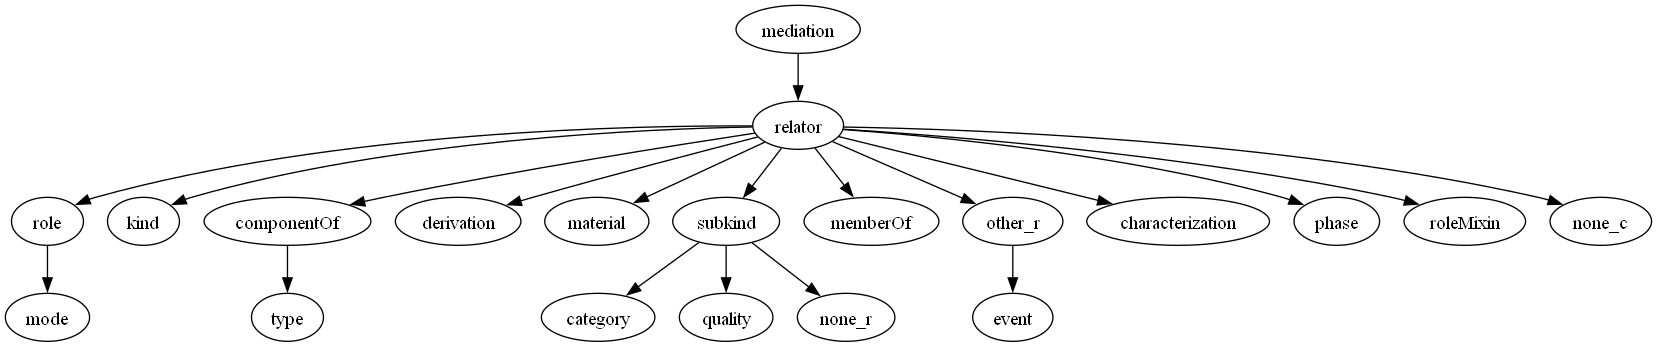 mediation
relator
role
kind
componentOf
derivation
material
subkind
memberOf
other_r
characterization
phase
roleMixin
none_c
mode
type
category
quality
none_r
event